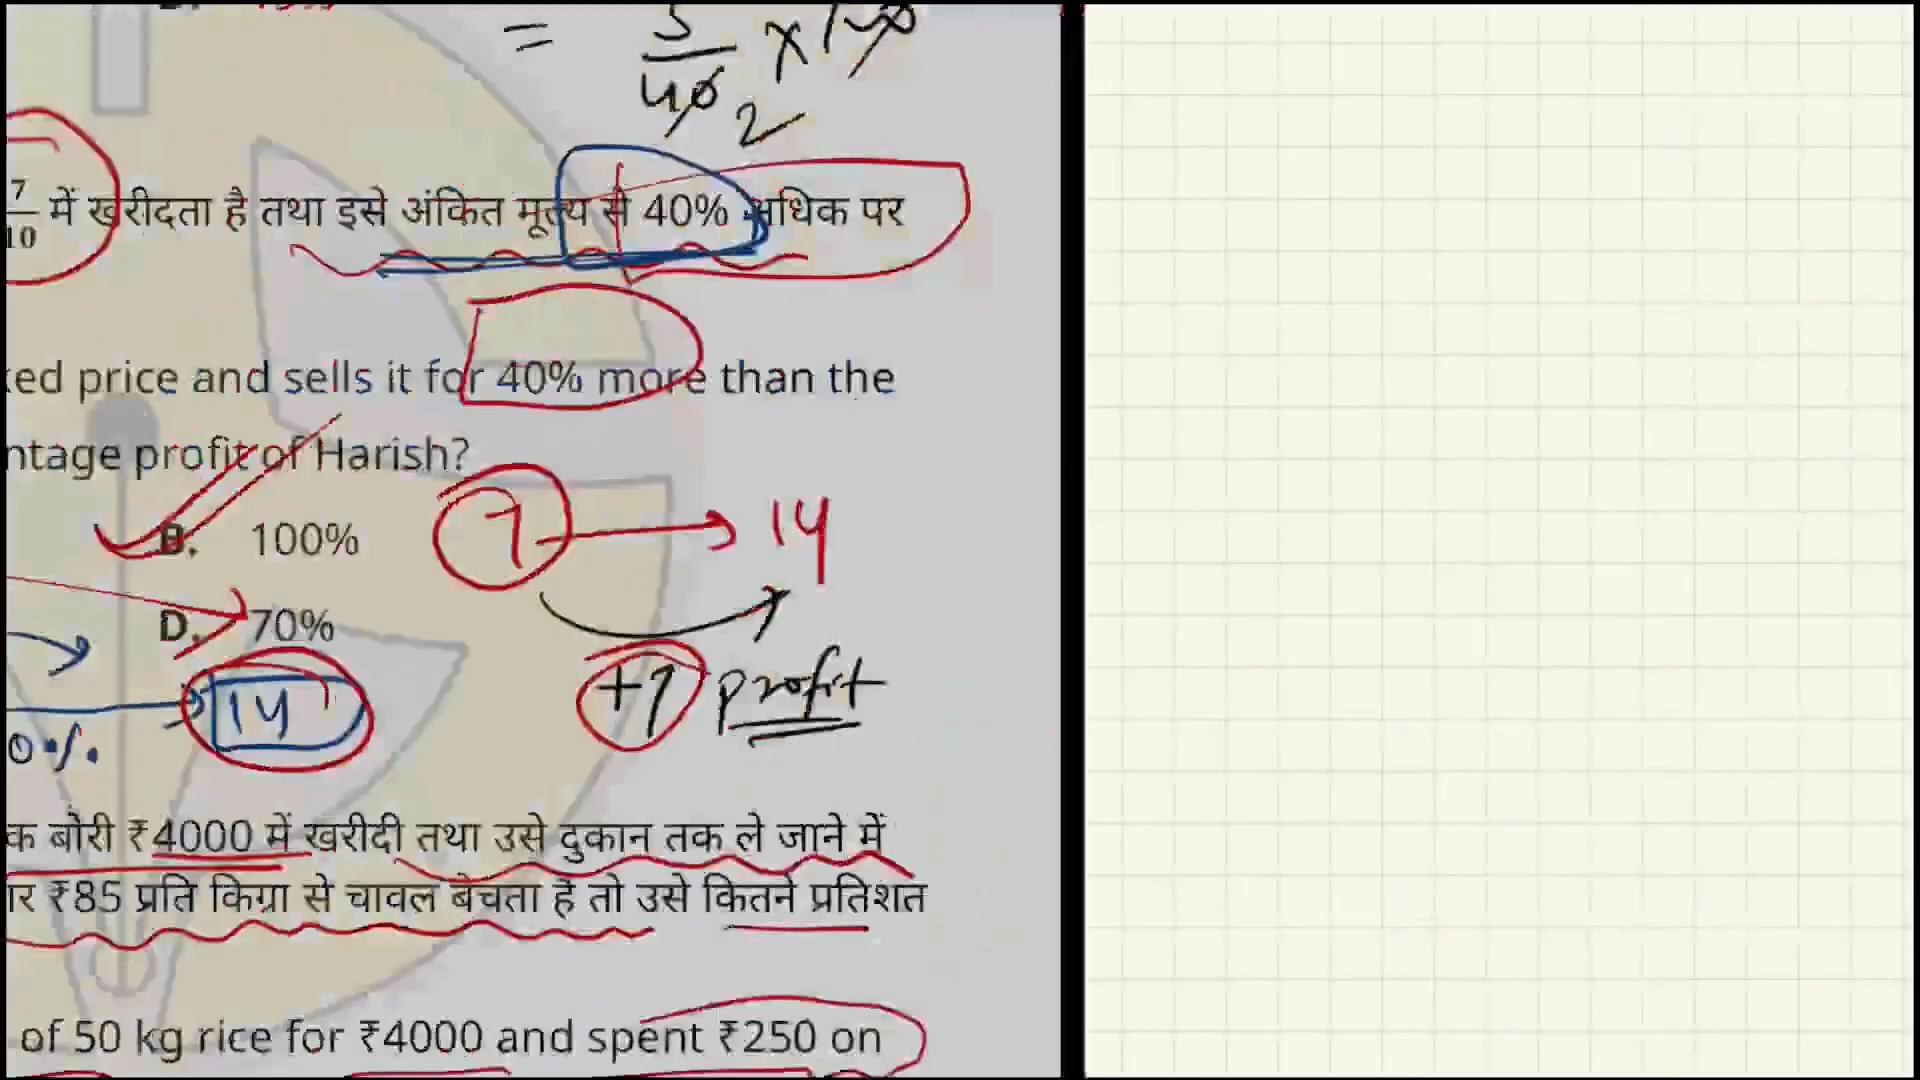 = 3/40 × 100
2
7/10 में खरीदता है तथा इसे अंकित मूल्य से 40% अधिक पर
ked price and sells it for 40% more than the
ntage profit of Harish?
B. 100%
7 → 14
D. 70%
14
+7 profit
0%
क बोरी ₹4000 में खरीदी तथा उसे दुकान तक ले जाने में
₹85 प्रति किग्रा से चावल बेचता है तो उसे कितने प्रतिशत
of 50 kg rice for ₹4000 and spent ₹250 on